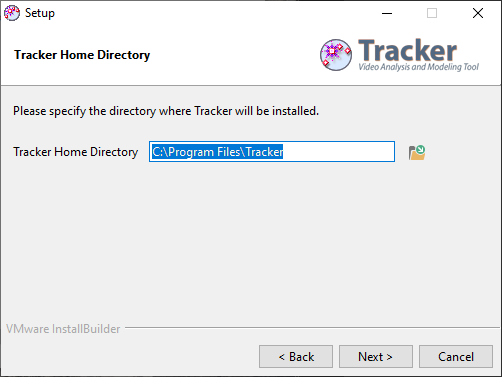 Setup
Tracker Home Directory
Tracker
Video Analysis and Modeling Tool
Please specify the directory where Tracker will be installed.
Tracker Home Directory C:\Program Files\Tracker
VMware InstallBuilder
< Back Next > Cancel